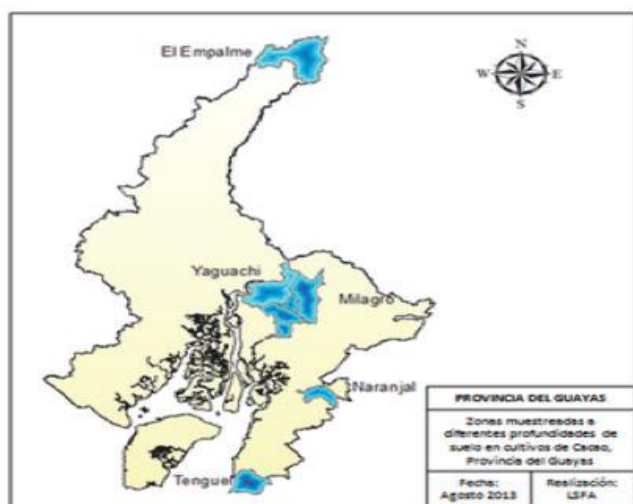 El Empalme
N
W E
S
Yaguachi
Milagro
Naranjal
Tenguel
PROVINCIA DEL GUAYAS
Zonas muestreadas a
diferentes profundidades de
suelo en cultivos de Cacao,
Provincia del Guayas
Fecha:
Agosto 2013
Realización:
LSFA